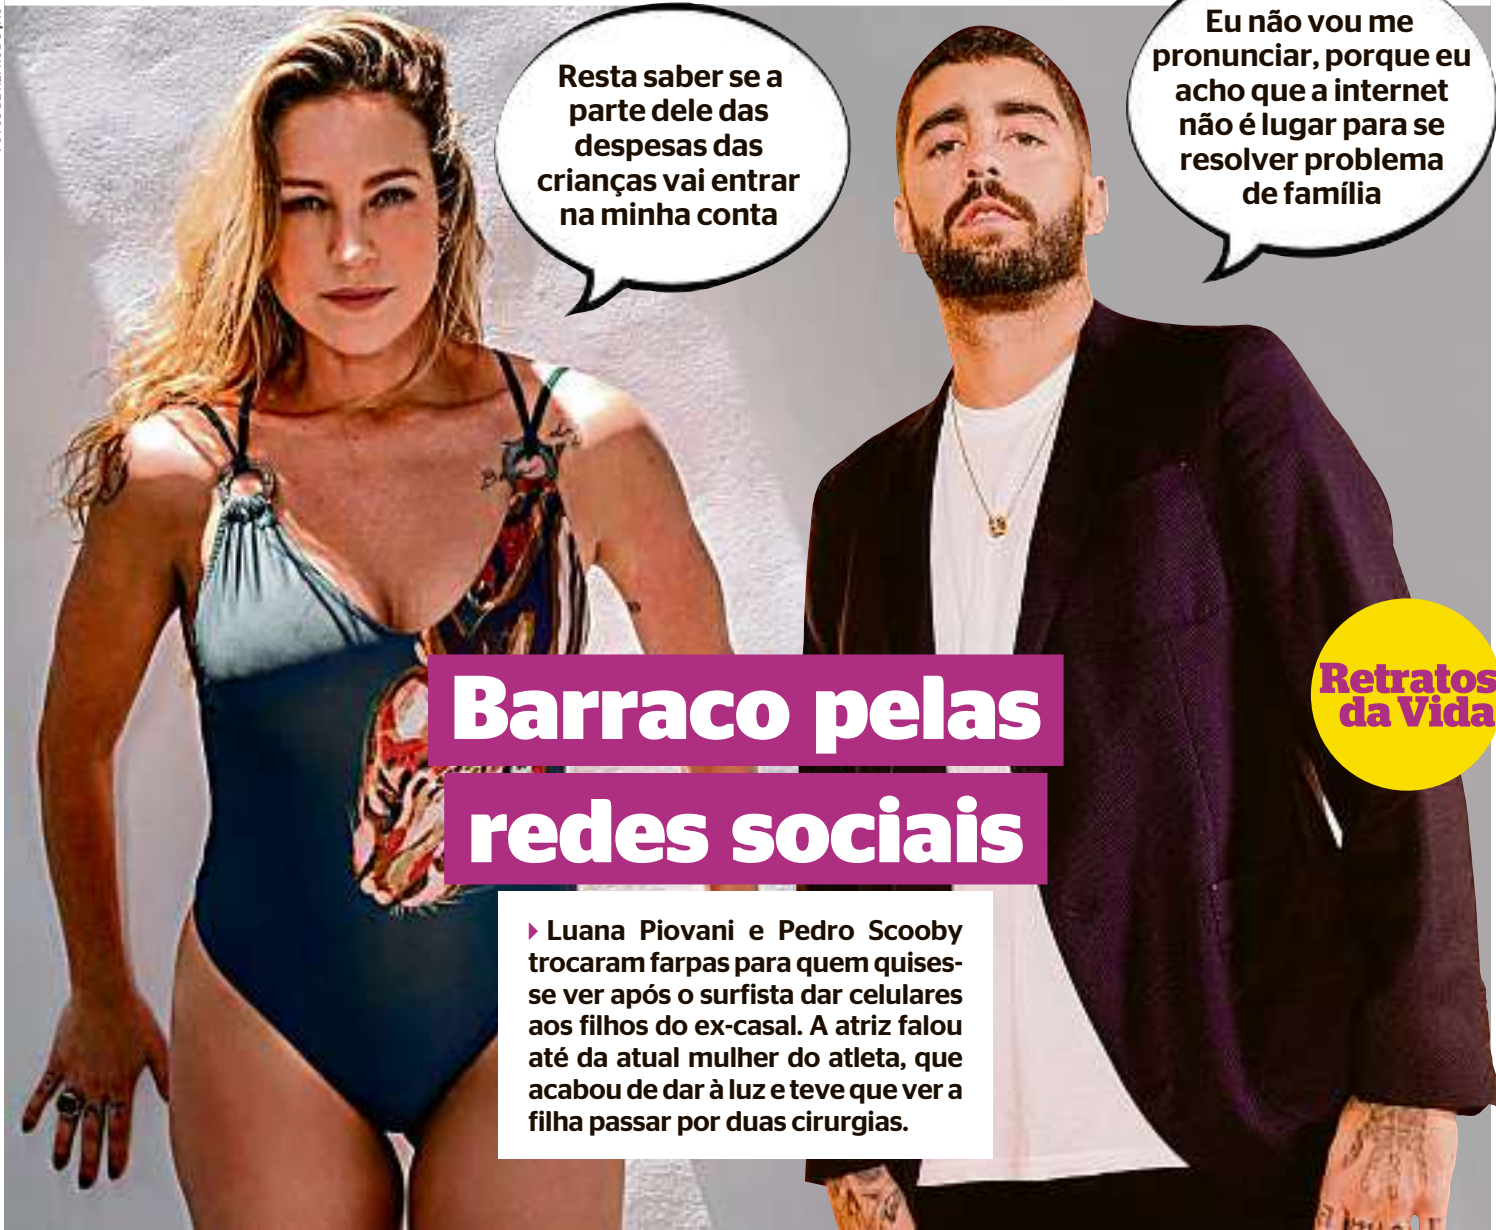 Resta saber se a
parte dele das
despesas das
crianças vai entrar
na minha conta
Eu não vou me
pronunciar, porque eu
acho que a internet
não é lugar para se
resolver problema
de família
Retratos
da Vida
Barraco pelas
redes sociais
Luana Piovani e Pedro Scooby
trocaram farpas para quem quises-
se ver após o surfista dar celulares
aos filhos do ex-casal. A atriz falou
até da atual mulher do atleta, que
acabou de dar à luz e teve que ver a
filha passar por duas cirurgias.